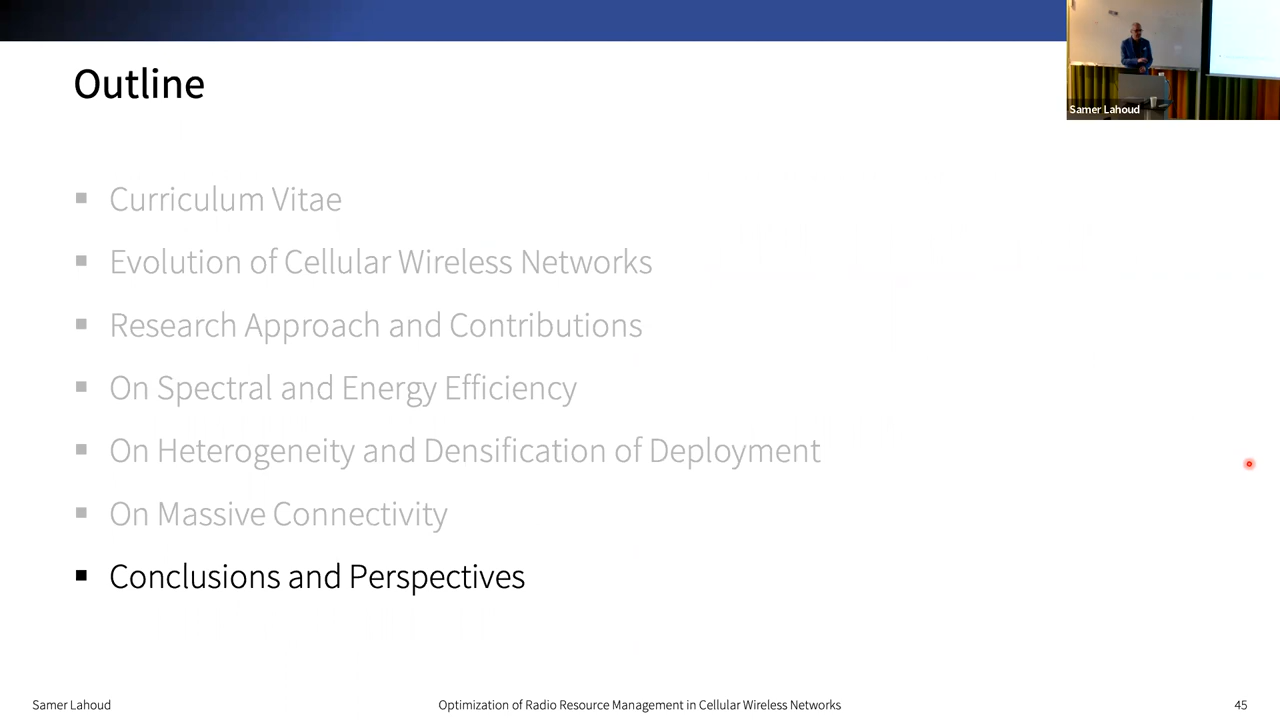 Outline
Samer Lahoud
Curriculum Vitae
Evolution of Cellular Wireless Networks
Research Approach and Contributions
On Spectral and Energy Efficiency
On Heterogeneity and Densification of Deployment
On Massive Connectivity
Conclusions and Perspectives
Samer Lahoud
Optimization of Radio Resource Management in Cellular Wireless Networks
45